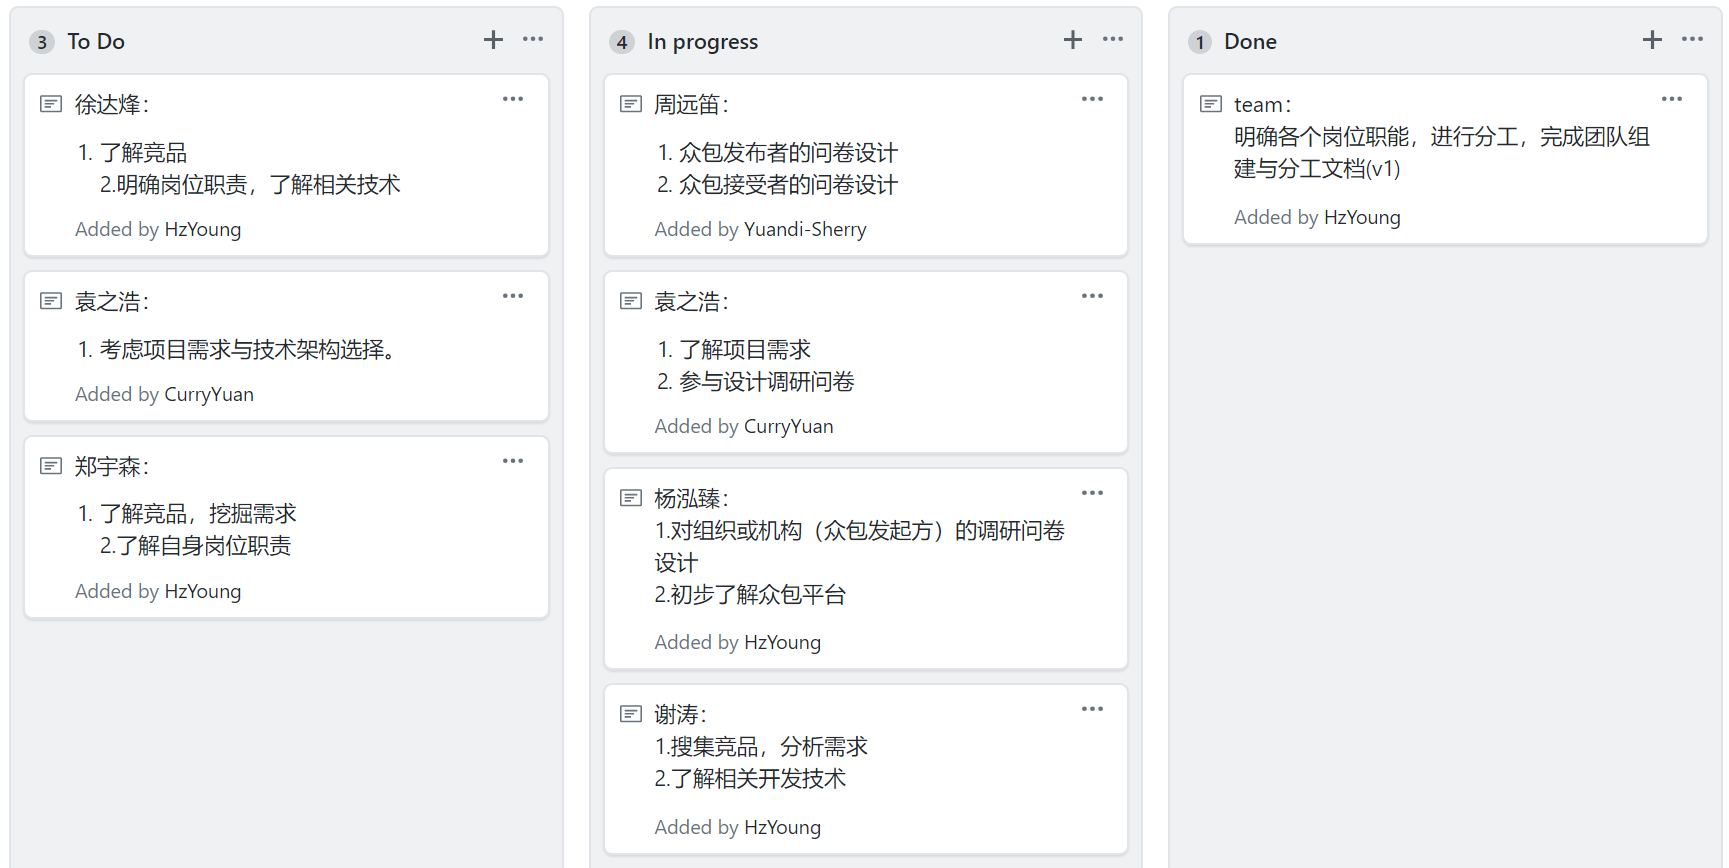 3 To Do
徐达烽：
1. 了解竞品
2.明确岗位职责，了解相关技术
Added by HzYoung
袁之浩：
1. 考虑项目需求与技术架构选择。
Added by CurryYuan
郑宇森：
1. 了解竞品，挖掘需求
2.了解自身岗位职责
Added by HzYoung
4 In progress
周远笛：
1. 众包发布者的问卷设计
2. 众包接受者的问卷设计
Added by Yuandi-Sherry
袁之浩：
1. 了解项目需求
2. 参与设计调研问卷
Added by CurryYuan
杨泓臻：
1.对组织或机构（众包发起方）的调研问卷
设计
2.初步了解众包平台
Added by HzYoung
谢涛：
1.搜集竞品，分析需求
2.了解相关开发技术
Added by HzYoung
1 Done
team：
明确各个岗位职能，进行分工，完成团队组
建与分工文档(v1)
Added by HzYoung